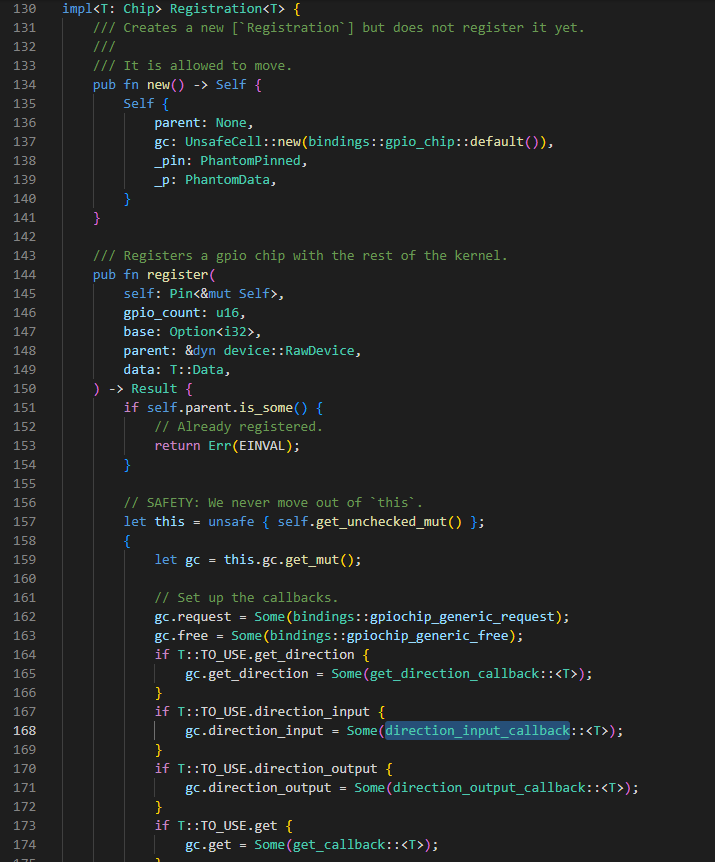 130 impl<T: Chip> Registration<T> {
131     /// Creates a new [`Registration`] but does not register it yet.
132     ///
133     /// It is allowed to move.
134     pub fn new() -> Self {
135         Self {
136             parent: None,
137             gc: UnsafeCell::new(bindings::gpio_chip::default()),
138             _pin: PhantomPinned,
139             _p: PhantomData,
140         }
141     }
142
143     /// Registers a gpio chip with the rest of the kernel.
144     pub fn register(
145         self: Pin<&mut Self>,
146         gpio_count: u16,
147         base: Option<i32>,
148         parent: &dyn device::RawDevice,
149         data: T::Data,
150     ) -> Result {
151         if self.parent.is_some() {
152             // Already registered.
153             return Err(EINVAL);
154         }
155
156         // SAFETY: We never move out of `this`.
157         let this = unsafe { self.get_unchecked_mut() };
158         {
159             let gc = this.gc.get_mut();
160
161             // Set up the callbacks.
162             gc.request = Some(bindings::gpiochip_generic_request);
163             gc.free = Some(bindings::gpiochip_generic_free);
164             if T::TO_USE.get_direction {
165                 gc.get_direction = Some(get_direction_callback::<T>);
166             }
167             if T::TO_USE.direction_input {
168                 gc.direction_input = Some(direction_input_callback::<T>);
169             }
170             if T::TO_USE.direction_output {
171                 gc.direction_output = Some(direction_output_callback::<T>);
172             }
173             if T::TO_USE.get {
174                 gc.get = Some(get_callback::<T>);
175             }